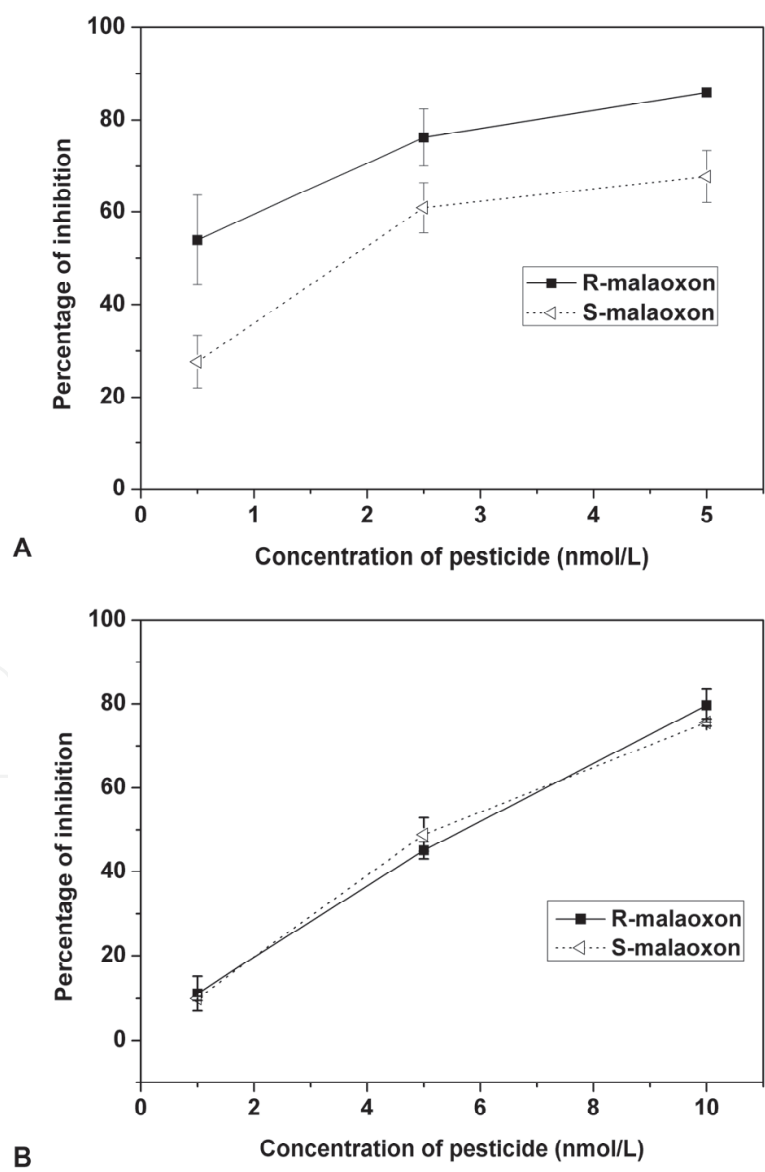 100
80
60
40
20
0
Percentage of inhibition
R-malaoxon
S-malaoxon
0 1 2 3 4 5
Concentration of pesticide (nmol/L)
A
100
80
60
40
20
0
Percentage of inhibition
R-malaoxon
S-malaoxon
0 2 4 6 8 10
Concentration of pesticide (nmol/L)
B